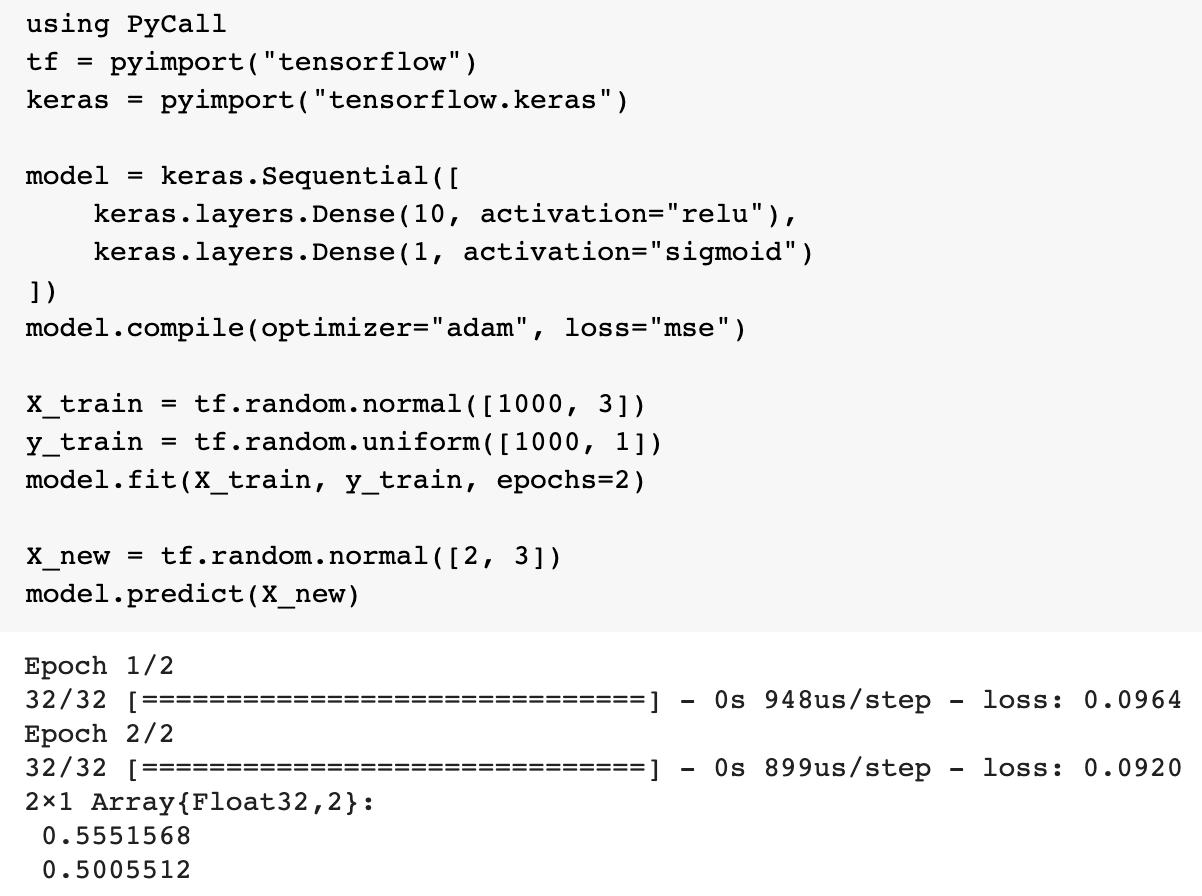 using PyCall
tf = pyimport("tensorflow")
keras = pyimport("tensorflow.keras")

model = keras.Sequential([
    keras.layers.Dense(10, activation="relu"),
    keras.layers.Dense(1, activation="sigmoid")
])
model.compile(optimizer="adam", loss="mse")

X_train = tf.random.normal([1000, 3])
y_train = tf.random.uniform([1000, 1])
model.fit(X_train, y_train, epochs=2)

X_new = tf.random.normal([2, 3])
model.predict(X_new)

Epoch 1/2
32/32 [==============================] - 0s 948us/step - loss: 0.0964
Epoch 2/2
32/32 [==============================] - 0s 899us/step - loss: 0.0920
2×1 Array{Float32,2}:
 0.5551568
 0.5005512